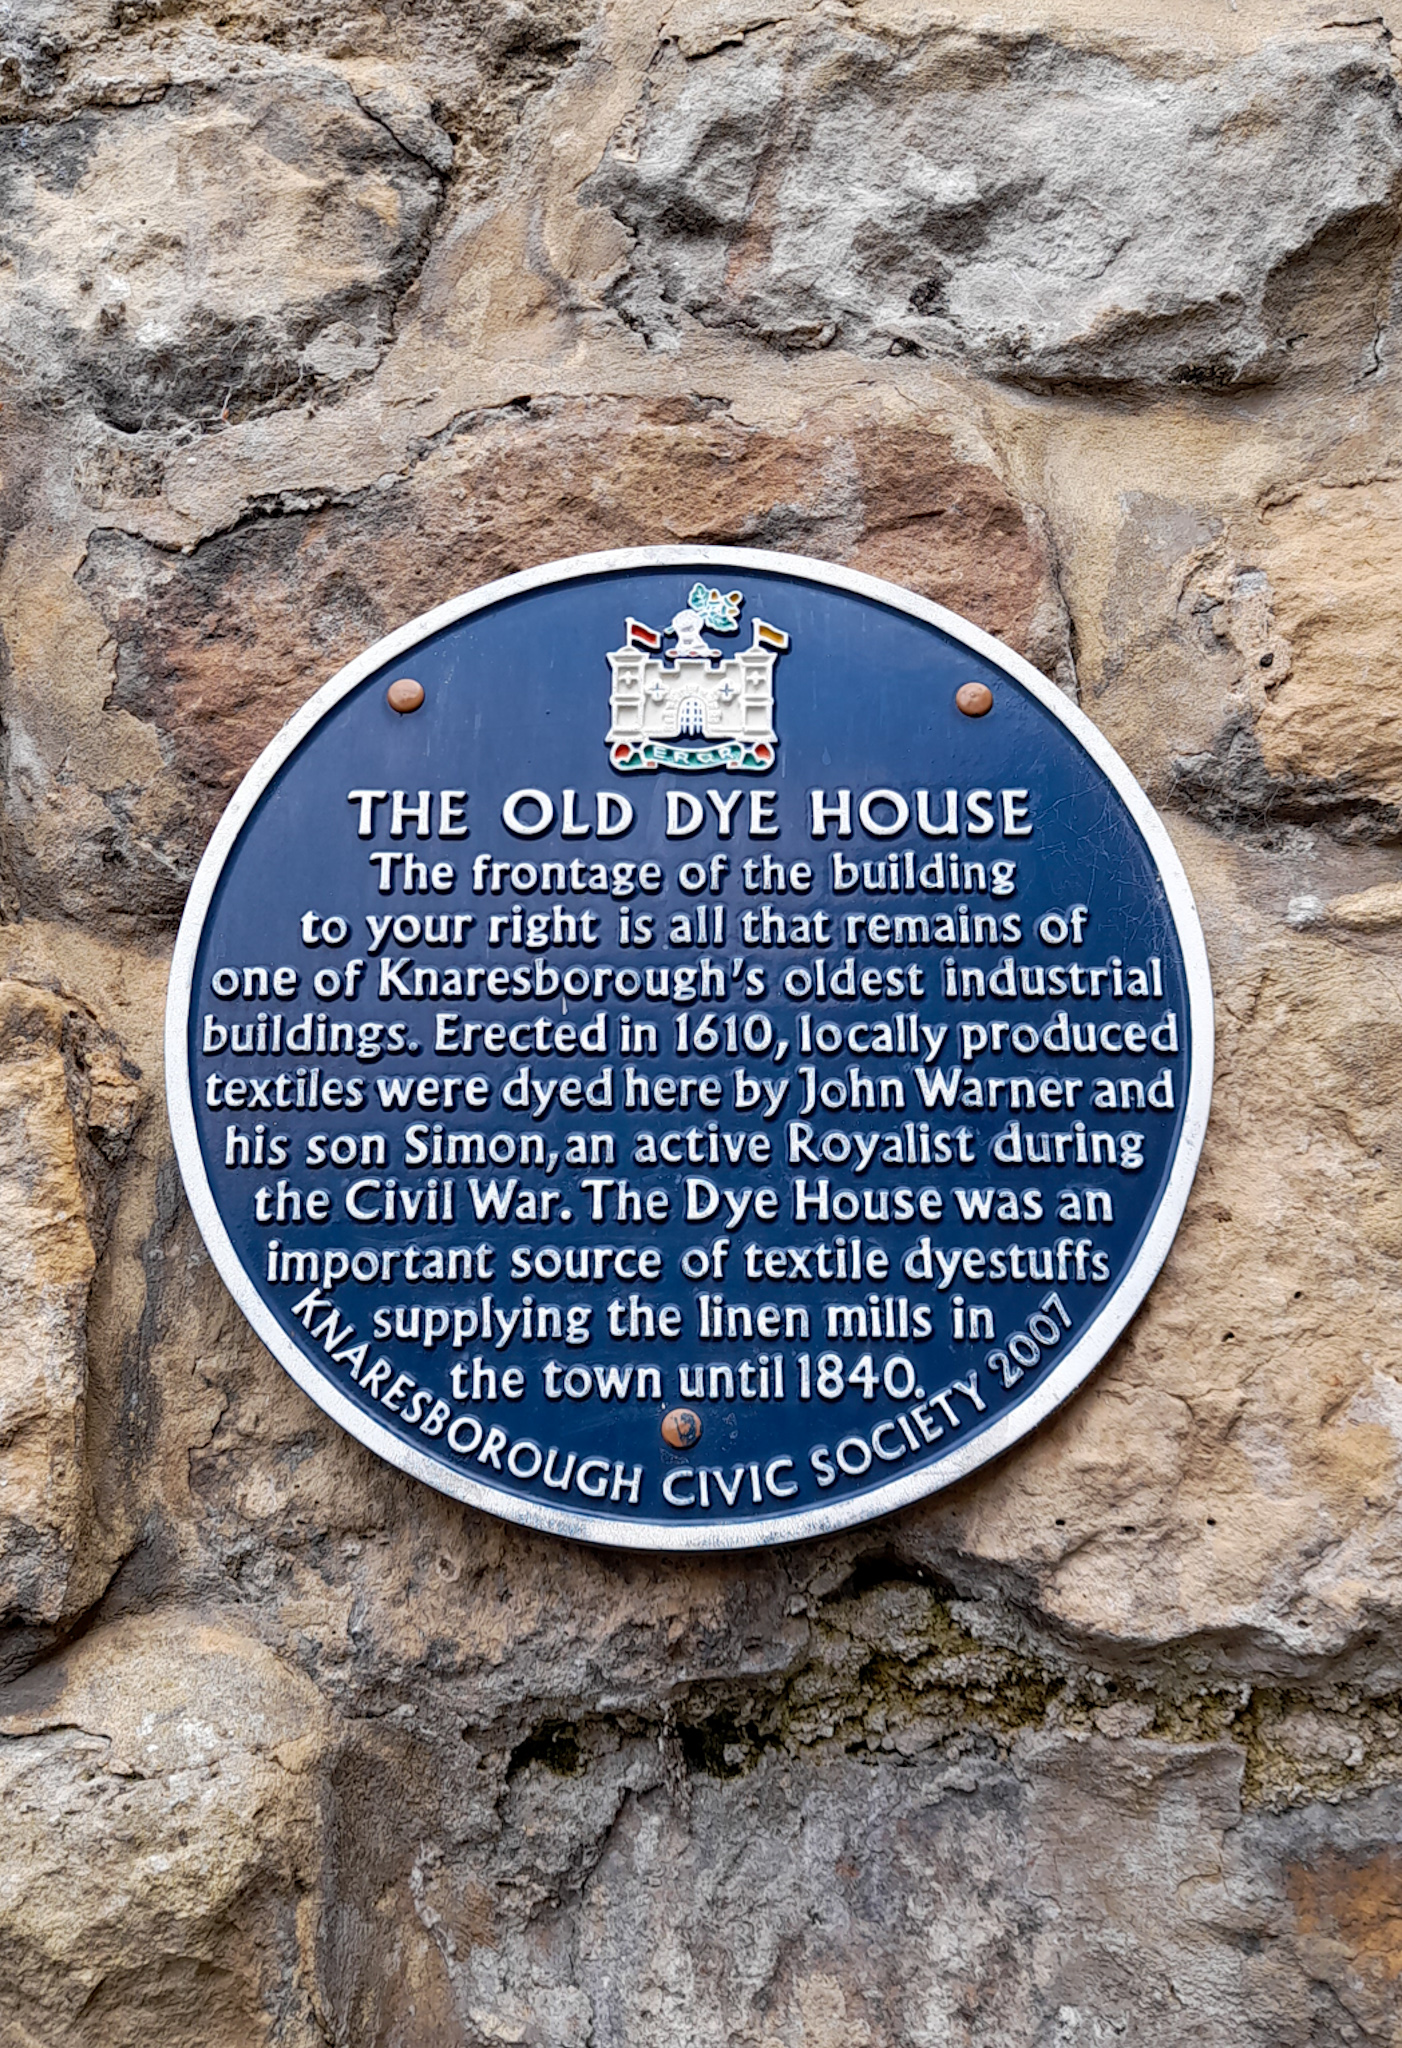 E R Q R
THE OLD DYE HOUSE
The frontage of the building
to your right is all that remains of
one of Knaresborough's oldest industrial
buildings. Erected in 1610, locally produced
textiles were dyed here by John Warner and
his son Simon, an active Royalist during
the Civil War. The Dye House was an
important source of textile dyestuffs
supplying the linen mills in
the town until 1840.
KNARESBOROUGH CIVIC SOCIETY 2007